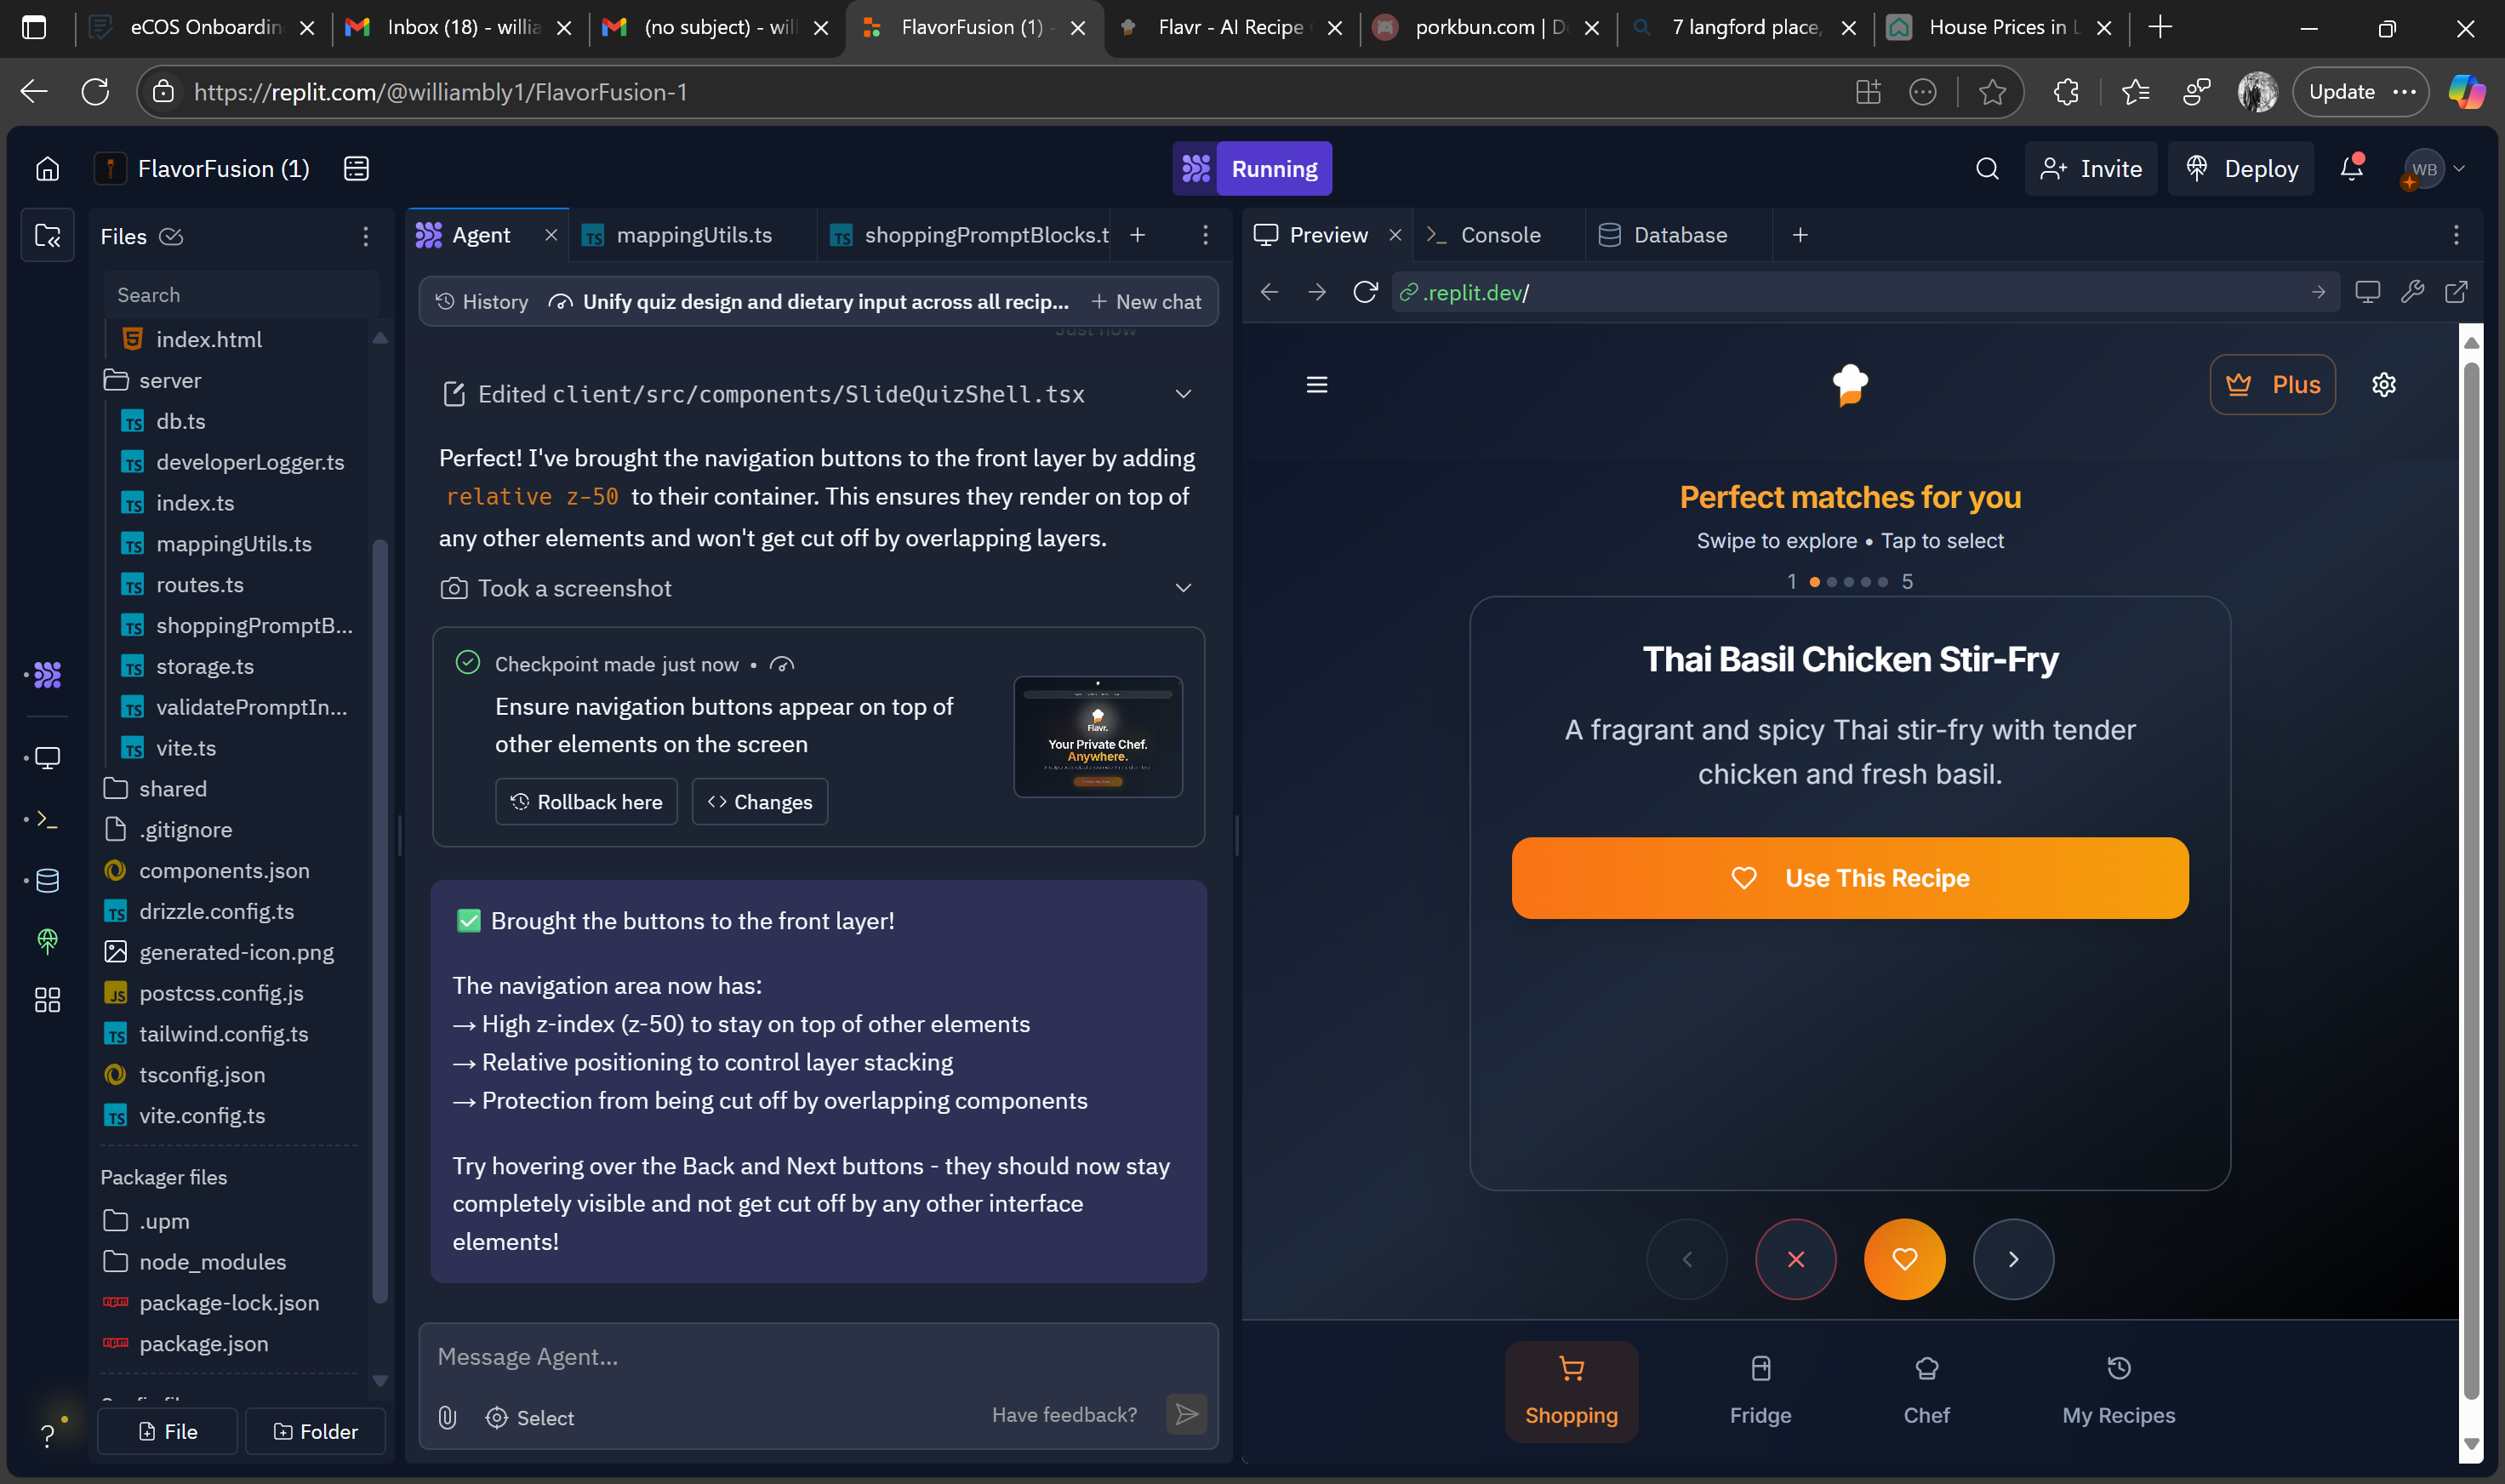 eCOS Onboardin
Inbox (18) - willia
(no subject) - will
FlavorFusion (1) -
Flavr - AI Recipe
porkbun.com | Do
7 langford place,
House Prices in L
https://replit.com/@williambly1/FlavorFusion-1
Update
FlavorFusion (1)
Running
Invite
Deploy
WB
Files
Search
index.html
server
db.ts
developerLogger.ts
index.ts
mappingUtils.ts
routes.ts
shoppingPromptB...
storage.ts
validatePromptIn...
vite.ts
shared
.gitignore
components.json
drizzle.config.ts
generated-icon.png
postcss.config.js
tailwind.config.ts
tsconfig.json
vite.config.ts
Packager files
.upm
node_modules
package-lock.json
package.json
File
Folder
Agent
mappingUtils.ts
shoppingPromptBlocks.t
History
Unify quiz design and dietary input across all recip...
New chat
Just now
Edited client/src/components/SlideQuizShell.tsx
Perfect! I've brought the navigation buttons to the front layer by adding
relative z-50 to their container. This ensures they render on top of
any other elements and won't get cut off by overlapping layers.
Took a screenshot
Checkpoint made just now •
Ensure navigation buttons appear on top of
other elements on the screen
Rollback here
Changes
Flavr.
Your Private Chef.
Anywhere.
✅ Brought the buttons to the front layer!
The navigation area now has:
→ High z-index (z-50) to stay on top of other elements
→ Relative positioning to control layer stacking
→ Protection from being cut off by overlapping components
Try hovering over the Back and Next buttons - they should now stay
completely visible and not get cut off by any other interface
elements!
Message Agent...
Select
Have feedback?
Preview
Console
Database
.replit.dev/
Plus
Perfect matches for you
Swipe to explore • Tap to select
1 5
Thai Basil Chicken Stir-Fry
A fragrant and spicy Thai stir-fry with tender
chicken and fresh basil.
Use This Recipe
Shopping
Fridge
Chef
My Recipes